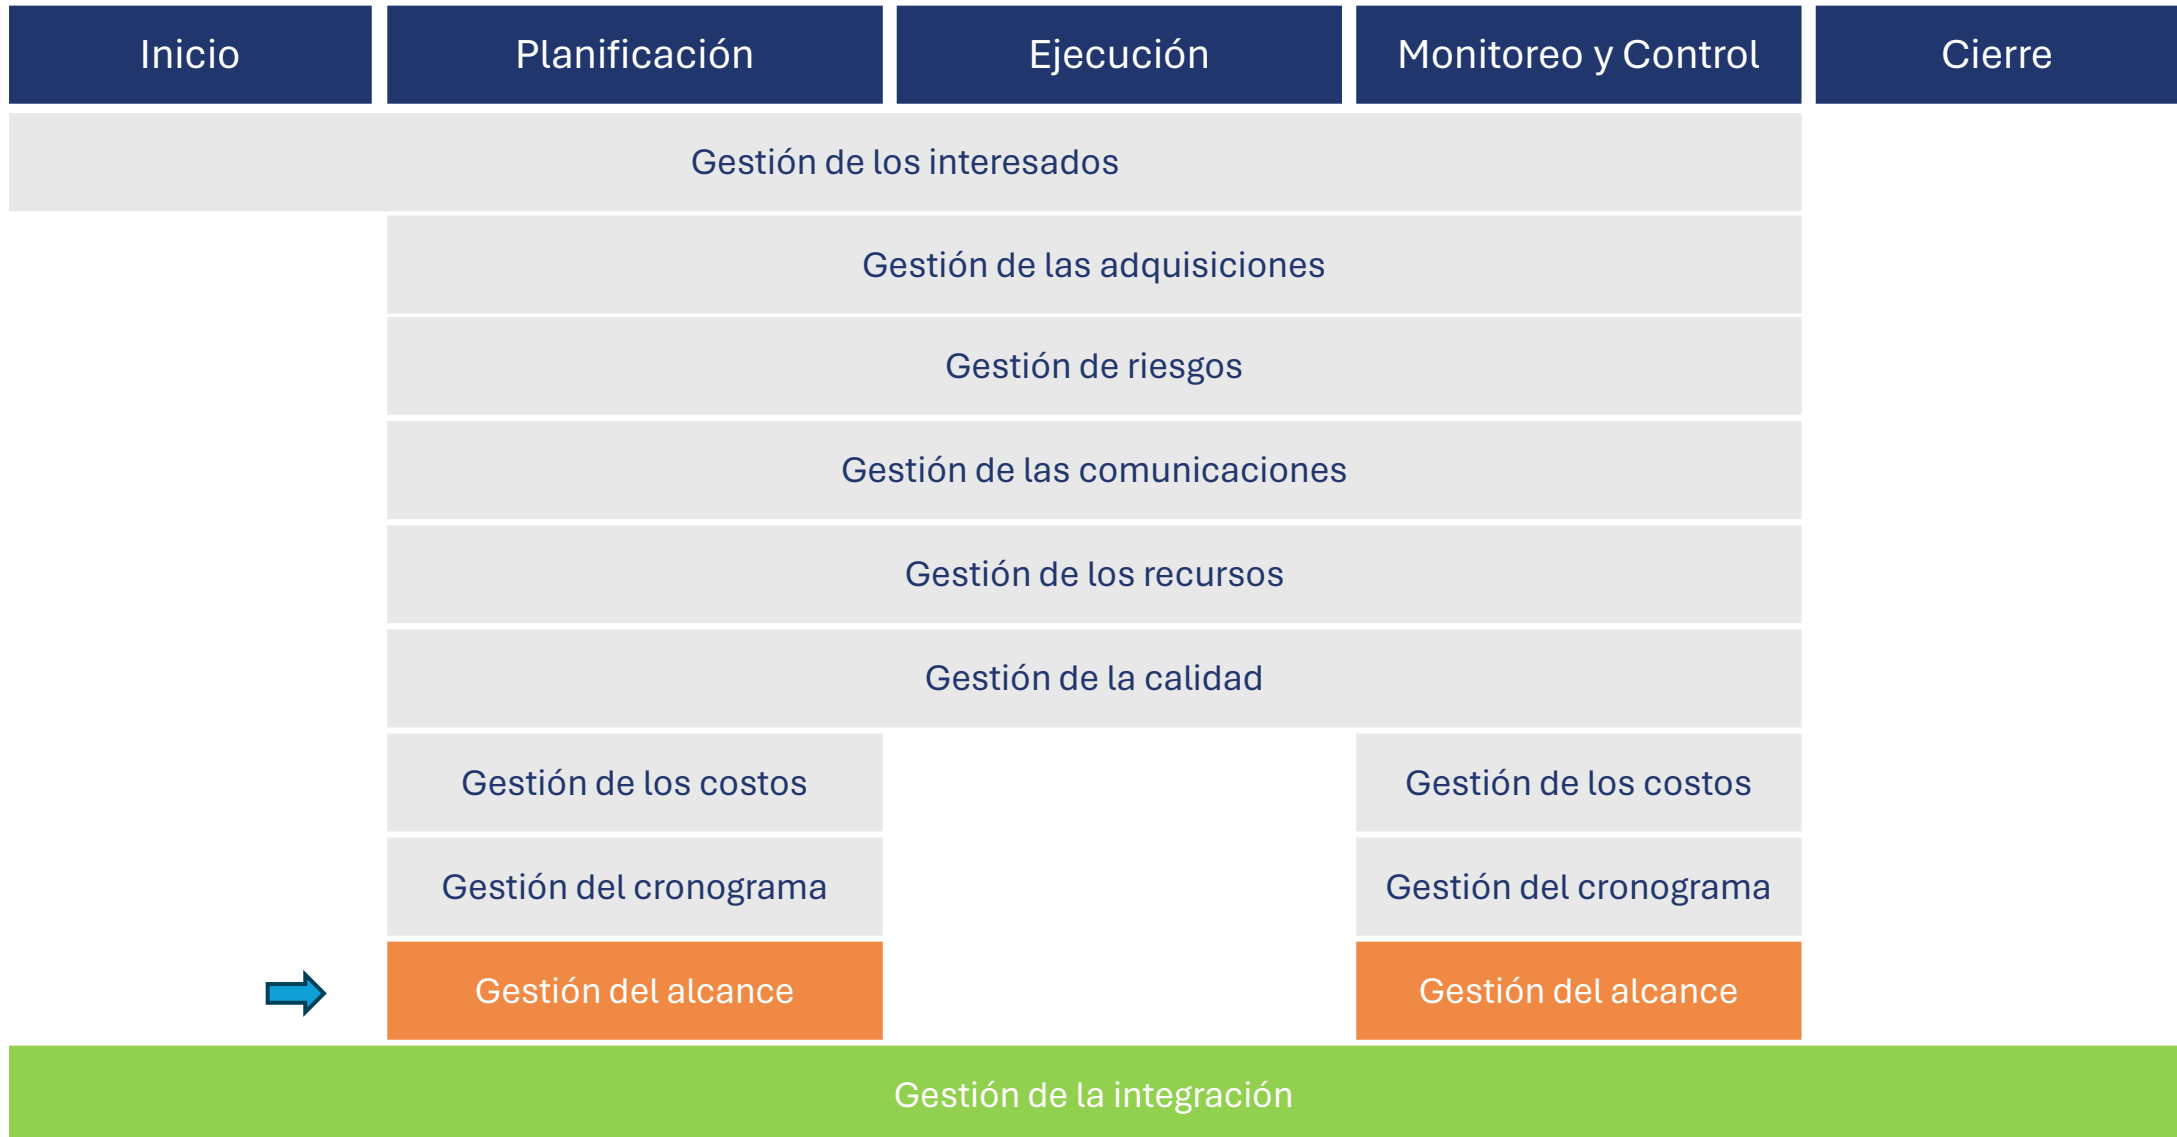 Inicio
Planificación
Ejecución
Monitoreo y Control
Cierre
Gestión de los interesados
Gestión de las adquisiciones
Gestión de riesgos
Gestión de las comunicaciones
Gestión de los recursos
Gestión de la calidad
Gestión de los costos
Gestión de los costos
Gestión del cronograma
Gestión del cronograma
Gestión del alcance
Gestión del alcance
Gestión de la integración